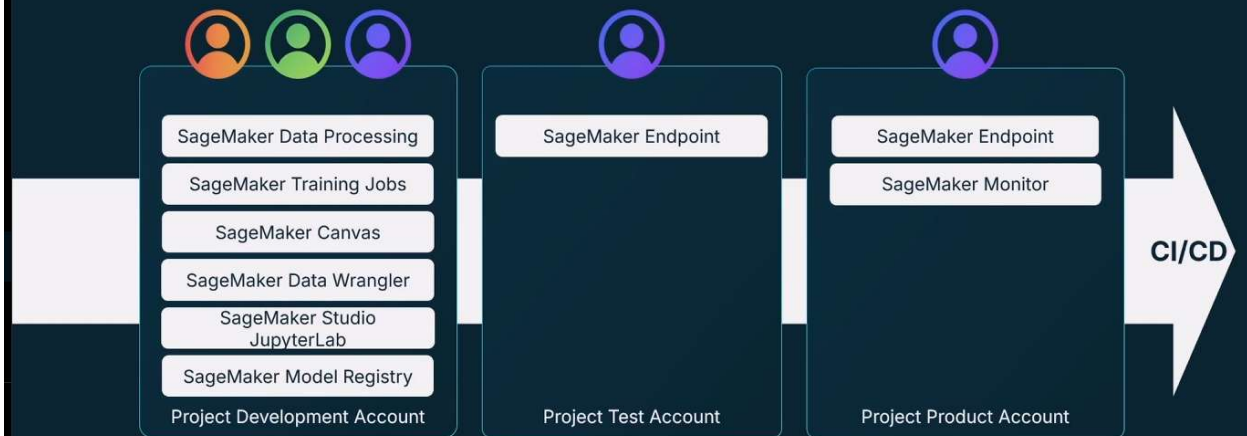 SageMaker Data Processing
SageMaker Training Jobs
SageMaker Canvas
SageMaker Data Wrangler
SageMaker Studio
JupyterLab
SageMaker Model Registry
Project Development Account
SageMaker Endpoint
Project Test Account
SageMaker Endpoint
SageMaker Monitor
Project Product Account
CI/CD